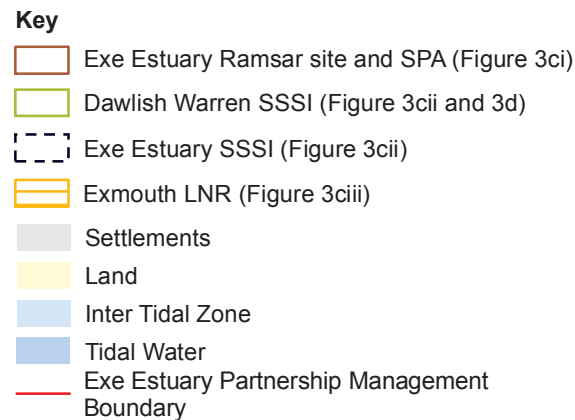 Key
Exe Estuary Ramsar site and SPA (Figure 3ci)
Dawlish Warren SSSI (Figure 3cii and 3d)
Exe Estuary SSSI (Figure 3cii)
Exmouth LNR (Figure 3ciii)
Settlements
Land
Inter Tidal Zone
Tidal Water
Exe Estuary Partnership Management
Boundary